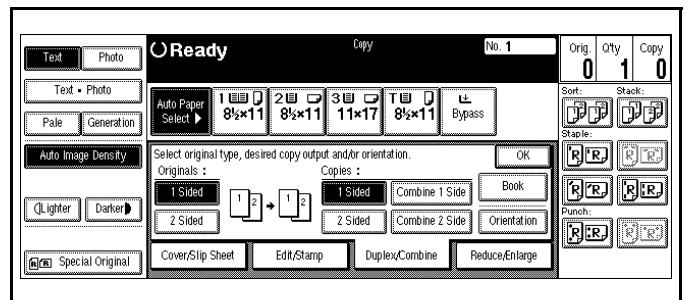 Text Photo
Text • Photo
Pale Generation
Auto Image Density
Lighter Darker
Special Original
Ready
Copy
No. 1
Auto Paper Select ▶
1 8½×11
2 8½×11
3 11×17
T 8½×11
Bypass
Select original type, desired copy output and/or orientation.
OK
Originals :
Copies :
1 Sided
1 2 → 1 2
1 Sided Combine 1 Side
Book
2 Sided
2 Sided Combine 2 Side
Orientation
Cover/Slip Sheet Edit/Stamp Duplex/Combine Reduce/Enlarge
Orig. Q'ty Copy
0 1 0
Sort: Stack:
Staple:
Punch: